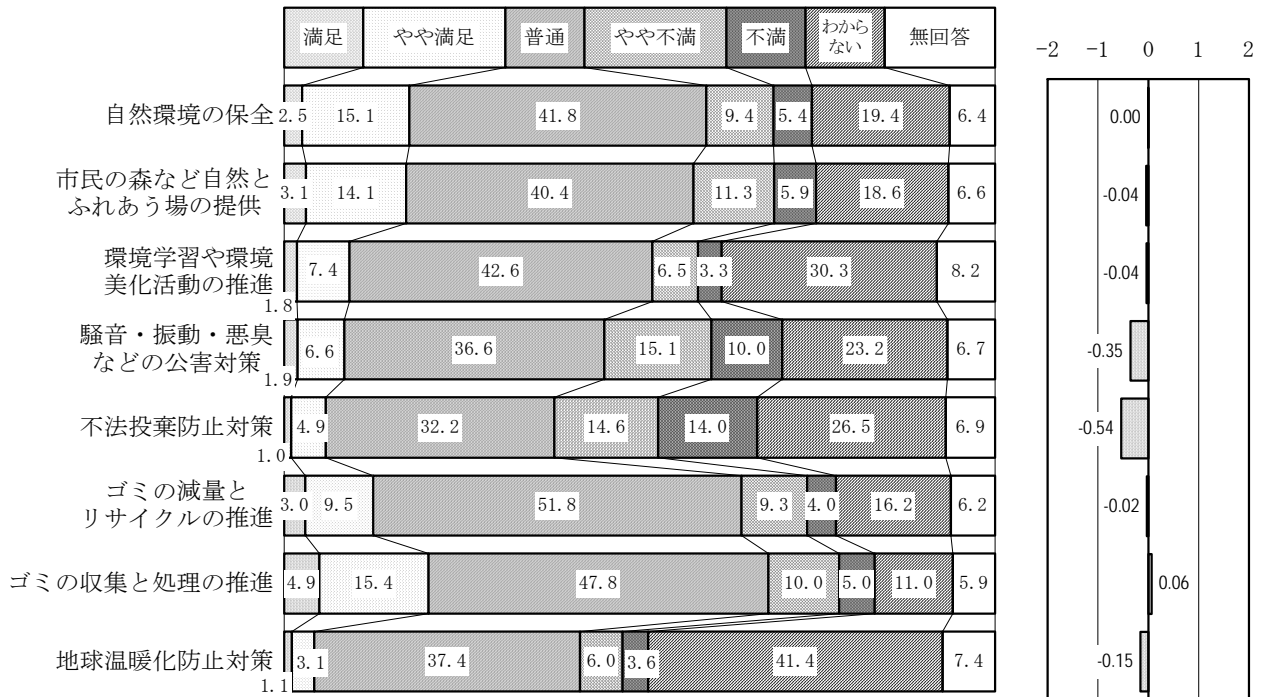 満足 やや満足 普通 やや不満 不満 わからない 無回答
-2 -1 0 1 2
自然環境の保全 2.5 15.1 41.8 9.4 5.4 19.4 6.4 0.00
市民の森など自然と
ふれあう場の提供 3.1 14.1 40.4 11.3 5.9 18.6 6.6 -0.04
環境学習や環境
美化活動の推進 1.8 7.4 42.6 6.5 3.3 30.3 8.2 -0.04
騒音・振動・悪臭
などの公害対策 1.9 6.6 36.6 15.1 10.0 23.2 6.7 -0.35
不法投棄防止対策 1.0 4.9 32.2 14.6 14.0 26.5 6.9 -0.54
ゴミの減量と
リサイクルの推進 3.0 9.5 51.8 9.3 4.0 16.2 6.2 -0.02
ゴミの収集と処理の推進 4.9 15.4 47.8 10.0 5.0 11.0 5.9 0.06
地球温暖化防止対策 1.1 3.1 37.4 6.0 3.6 41.4 7.4 -0.15